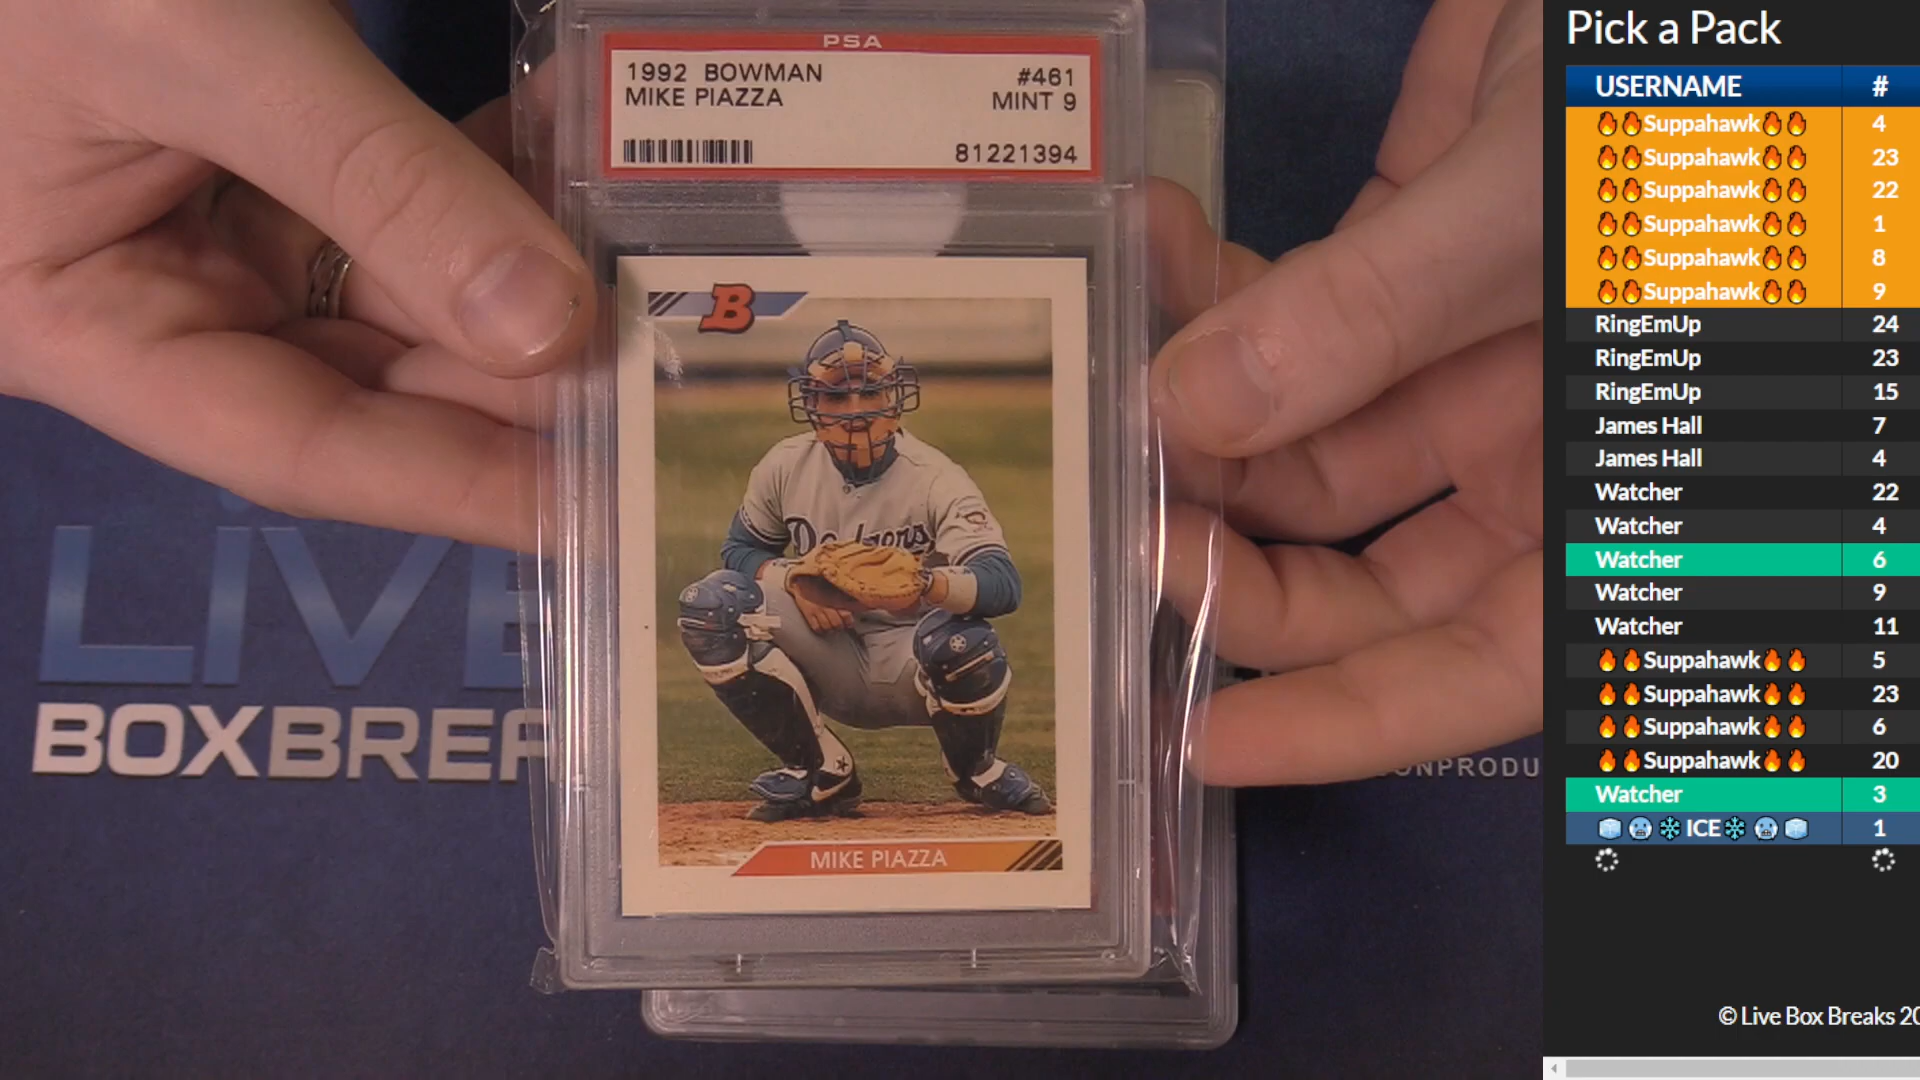 PSA
1992 BOWMAN #461
MIKE PIAZZA MINT 9
81221394
B
Dodgers
MIKE PIAZZA
LIVE
BOXBREA
ONPRODU
Pick a Pack
USERNAME #
🔥🔥Suppahawk🔥🔥 4
🔥🔥Suppahawk🔥🔥 23
🔥🔥Suppahawk🔥🔥 22
🔥🔥Suppahawk🔥🔥 1
🔥🔥Suppahawk🔥🔥 8
🔥🔥Suppahawk🔥🔥 9
RingEmUp 24
RingEmUp 23
RingEmUp 15
James Hall 7
James Hall 4
Watcher 22
Watcher 4
Watcher 6
Watcher 9
Watcher 11
🔥🔥Suppahawk🔥🔥 5
🔥🔥Suppahawk🔥🔥 23
🔥🔥Suppahawk🔥🔥 6
🔥🔥Suppahawk🔥🔥 20
Watcher 3
🧊🥶❄️ICE❄️🥶🧊 1
© Live Box Breaks 20